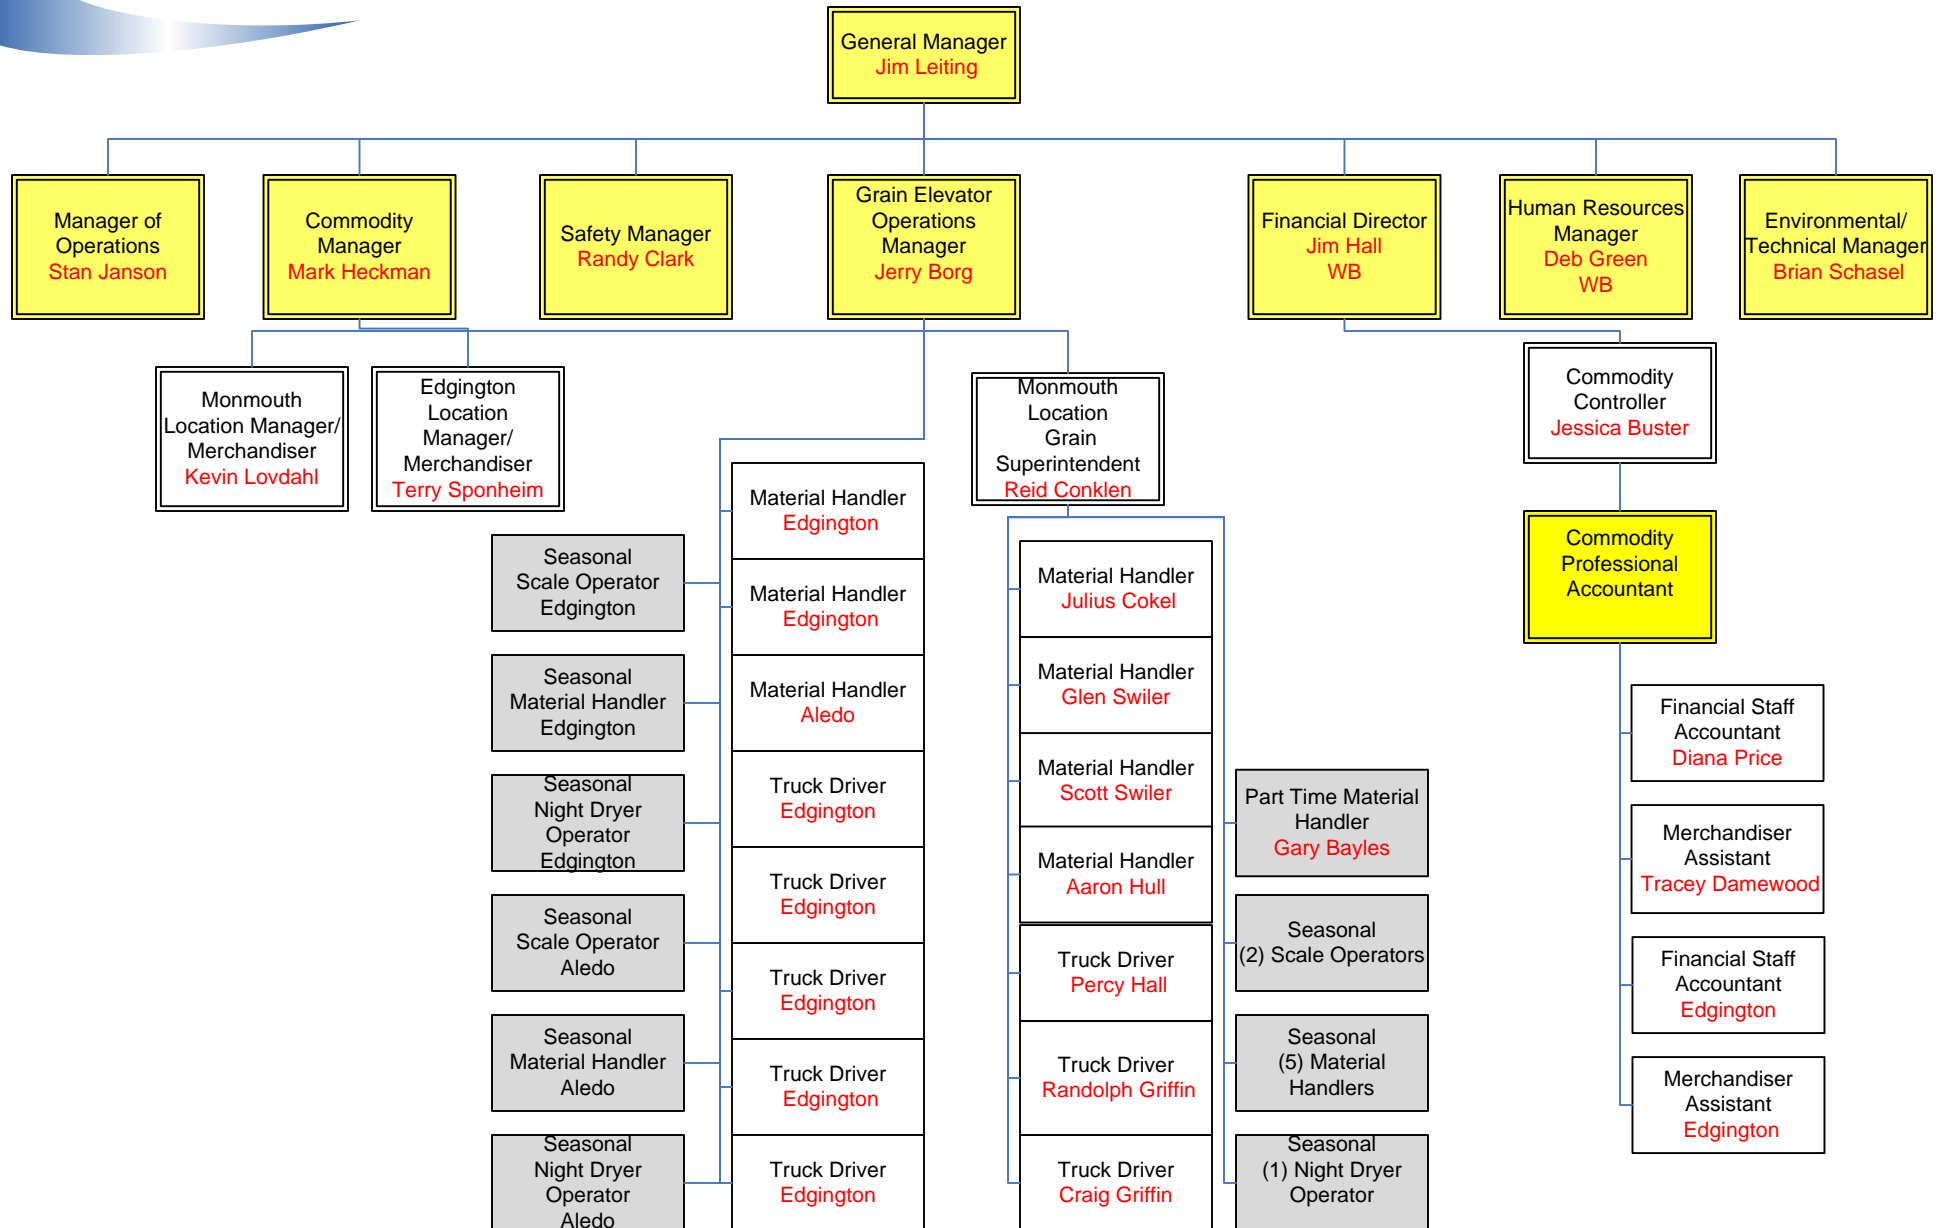 General Manager
Jim Leiting
Manager of
Operations
Stan Janson
Commodity
Manager
Mark Heckman
Safety Manager
Randy Clark
Grain Elevator
Operations
Manager
Jerry Borg
Financial Director
Jim Hall
WB
Human Resources
Manager
Deb Green
WB
Environmental/
Technical Manager
Brian Schasel
Monmouth
Location Manager/
Merchandiser
Kevin Lovdahl
Edgington
Location
Manager/
Merchandiser
Terry Sponheim
Monmouth
Location
Grain
Superintendent
Reid Conklen
Commodity
Controller
Jessica Buster
Commodity
Professional
Accountant
Seasonal
Scale Operator
Edgington
Seasonal
Material Handler
Edgington
Seasonal
Night Dryer
Operator
Edgington
Seasonal
Scale Operator
Aledo
Seasonal
Material Handler
Aledo
Seasonal
Night Dryer
Operator
Aledo
Material Handler
Edgington
Material Handler
Edgington
Material Handler
Aledo
Truck Driver
Edgington
Truck Driver
Edgington
Truck Driver
Edgington
Truck Driver
Edgington
Truck Driver
Edgington
Material Handler
Julius Cokel
Material Handler
Glen Swiler
Material Handler
Scott Swiler
Material Handler
Aaron Hull
Truck Driver
Percy Hall
Truck Driver
Randolph Griffin
Truck Driver
Craig Griffin
Part Time Material
Handler
Gary Bayles
Seasonal
(2) Scale Operators
Seasonal
(5) Material
Handlers
Seasonal
(1) Night Dryer
Operator
Financial Staff
Accountant
Diana Price
Merchandiser
Assistant
Tracey Damewood
Financial Staff
Accountant
Edgington
Merchandiser
Assistant
Edgington